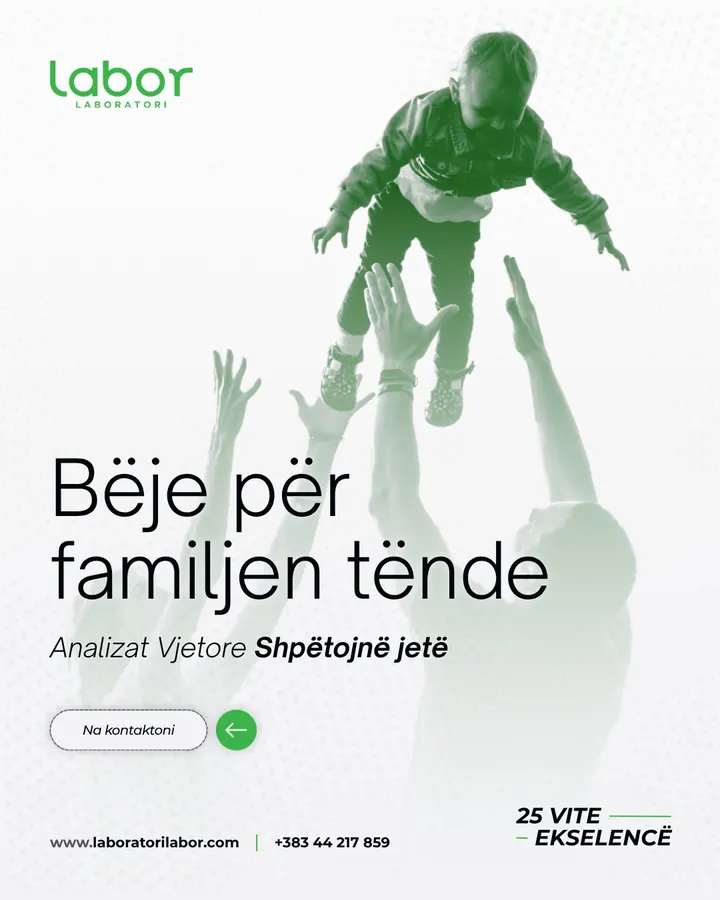 labor
LABORATORI
Bëje për
familjen tënde
Analizat Vjetore Shpëtojnë jetë
Na kontaktoni
www.laboratorilabor.com | +383 44 217 859
25 VITE
EKSELENCË